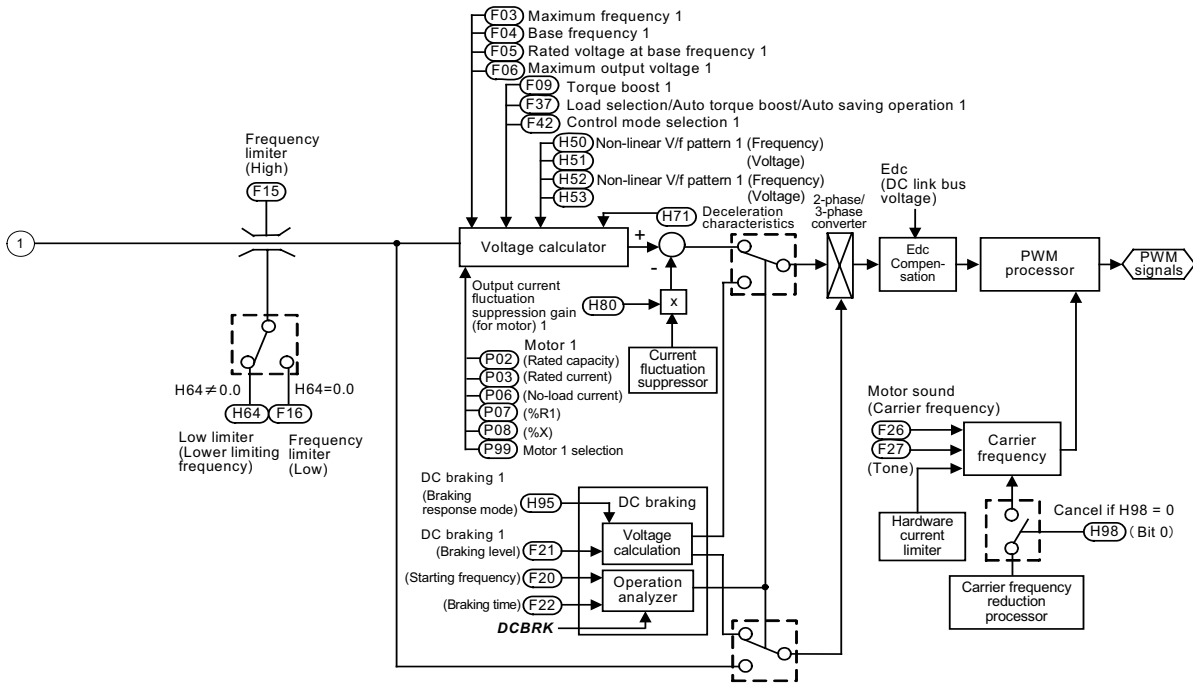 F03 Maximum frequency 1
F04 Base frequency 1
F05 Rated voltage at base frequency 1
F06 Maximum output voltage 1
F09 Torque boost 1
F37 Load selection/Auto torque boost/Auto saving operation 1
F42 Control mode selection 1
H50 Non-linear V/f pattern 1 (Frequency)
H51 (Voltage)
H52 Non-linear V/f pattern 1 (Frequency)
H53 (Voltage)
H71 Deceleration
characteristics
Frequency
limiter
(High)
F15
1
H64≠0.0
H64=0.0
H64
F16
Low limiter
(Lower limiting
frequency)
Frequency
limiter
(Low)
Voltage calculator
+
-
Output current
fluctuation
suppression gain
(for motor) 1
H80
x
Current
fluctuation
suppressor
Motor 1
P02 (Rated capacity)
P03 (Rated current)
P06 (No-load current)
P07 (%R1)
P08 (%X)
P99 Motor 1 selection
2-phase/
3-phase
converter
Edc
(DC link bus
voltage)
Edc
Compen-
sation
PWM
processor
PWM
signals
DC braking 1
(Braking
response mode)
H95
DC braking 1
(Braking level)
F21
(Starting frequency) F20
(Braking time) F22
DCBRK
DC braking
Voltage
calculation
Operation
analyzer
Motor sound
(Carrier frequency)
F26
F27
(Tone)
Carrier
frequency
Hardware
current
limiter
Cancel if H98 = 0
H98 (Bit 0)
Carrier frequency
reduction
processor